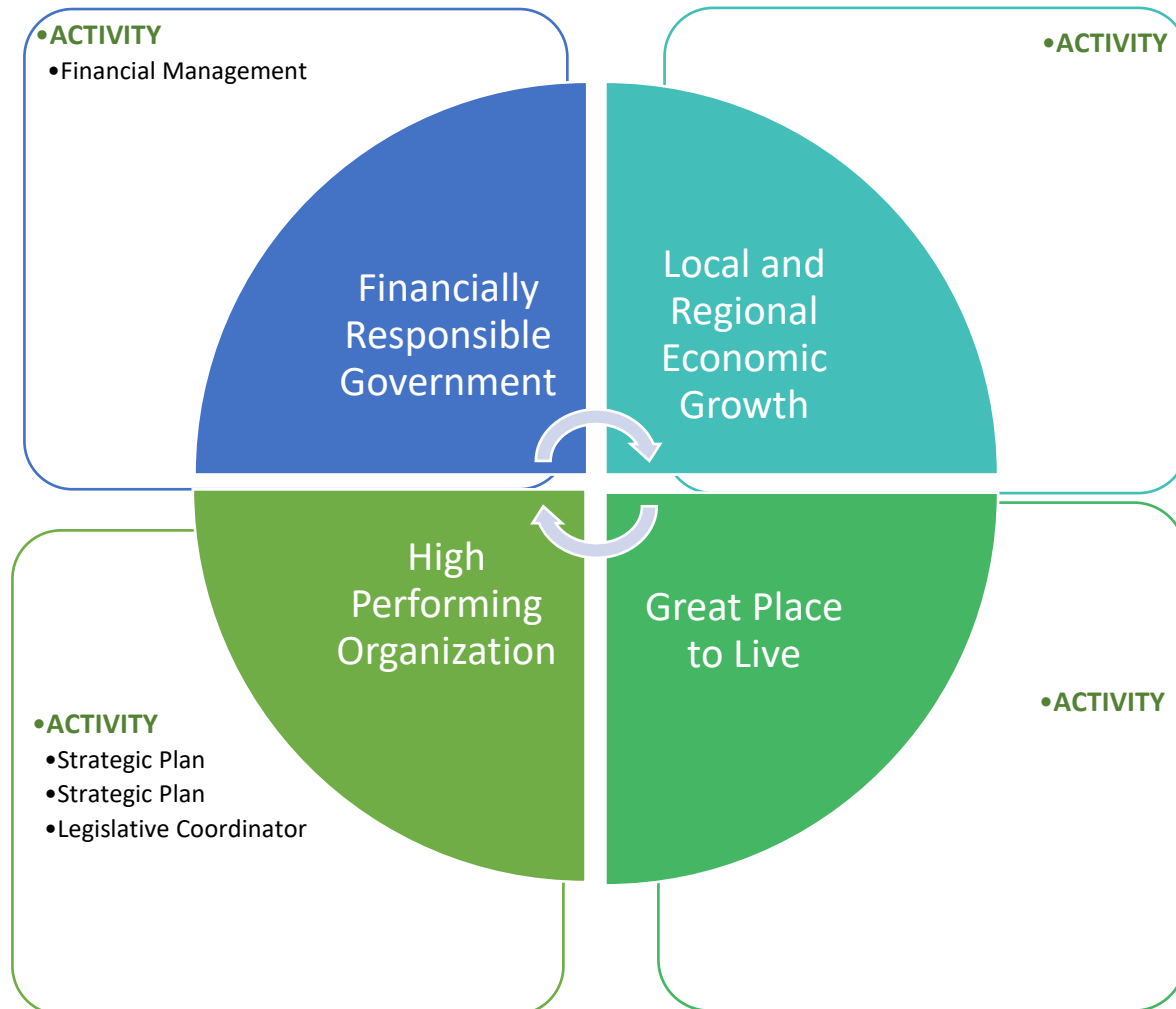 •ACTIVITY
•Financial Management
•ACTIVITY
Financially
Responsible
Government
Local and
Regional
Economic
Growth
High
Performing
Organization
Great Place
to Live
•ACTIVITY
•Strategic Plan
•Strategic Plan
•Legislative Coordinator
•ACTIVITY